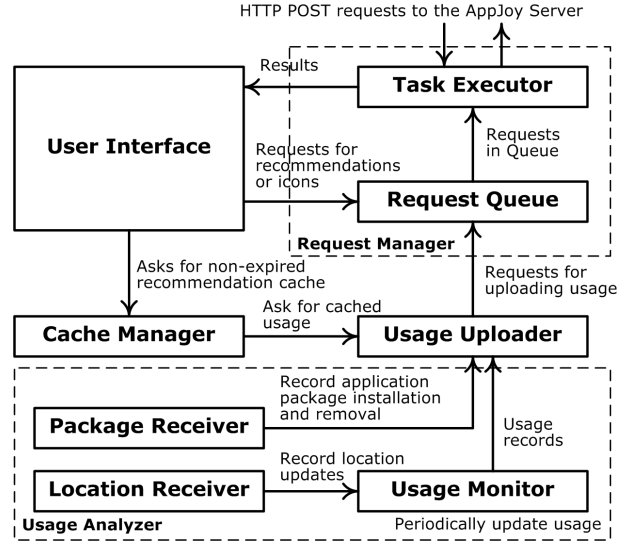 HTTP POST requests to the AppJoy Server
Results
Task Executor
User Interface
Requests
in Queue
Requests for
recommendations
or icons
Request Queue
Request Manager
Asks for non-expired
recommendation cache
Requests for
uploading usage
Ask for cached
usage
Cache Manager
Usage Uploader
Record application
package installation
and removal
Package Receiver
Usage
records
Record location
updates
Location Receiver
Usage Monitor
Usage Analyzer
Periodically update usage